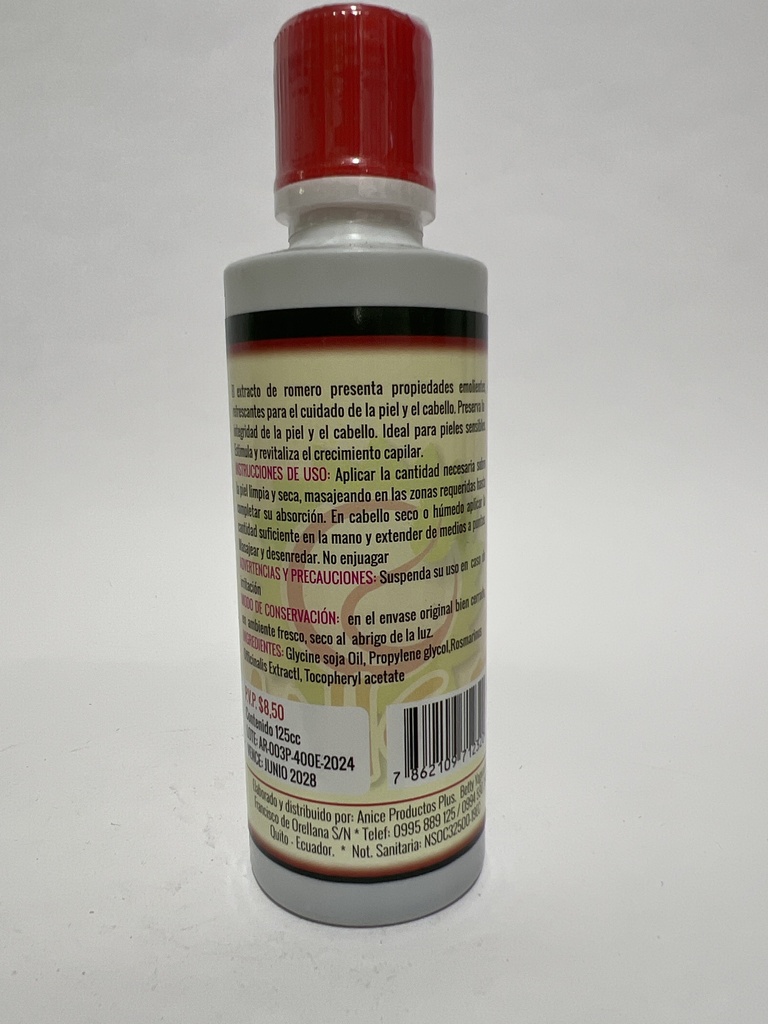 extracto de romero presenta propiedades emolientes
refrescantes para el cuidado de la piel y el cabello. Preserva la
integridad de la piel y el cabello. Ideal para pieles sensibles.
Estimula y revitaliza el crecimiento capilar.
INSTRUCCIONES DE USO: Aplicar la cantidad necesaria sobre
la piel limpia y seca, masajeando en las zonas requeridas hasta
completar su absorción. En cabello seco o húmedo aplicar la
cantidad suficiente en la mano y extender de medios a puntas.
Masajear y desenredar. No enjuagar
ADVERTENCIAS Y PRECAUCIONES: Suspenda su uso en caso de
irritación
MODO DE CONSERVACIÓN: en el envase original bien cerrado,
en ambiente fresco, seco al abrigo de la luz.
INGREDIENTES: Glycine soja Oil, Propylene glycol,Rosmarinus
Officinalis Extractl, Tocopheryl acetate
P.V.P. $8,50
Contenido 125cc
LOTE: AR-003P-400E-2024
VENCE: JUNIO 2028
7 862109 71
Elaborado y distribuido por: Anice Productos Plus. Betty
Francisco de Orellana S/N * Telef: 0995 889 125 / 0994
Quito - Ecuador. * Not. Sanitaria: